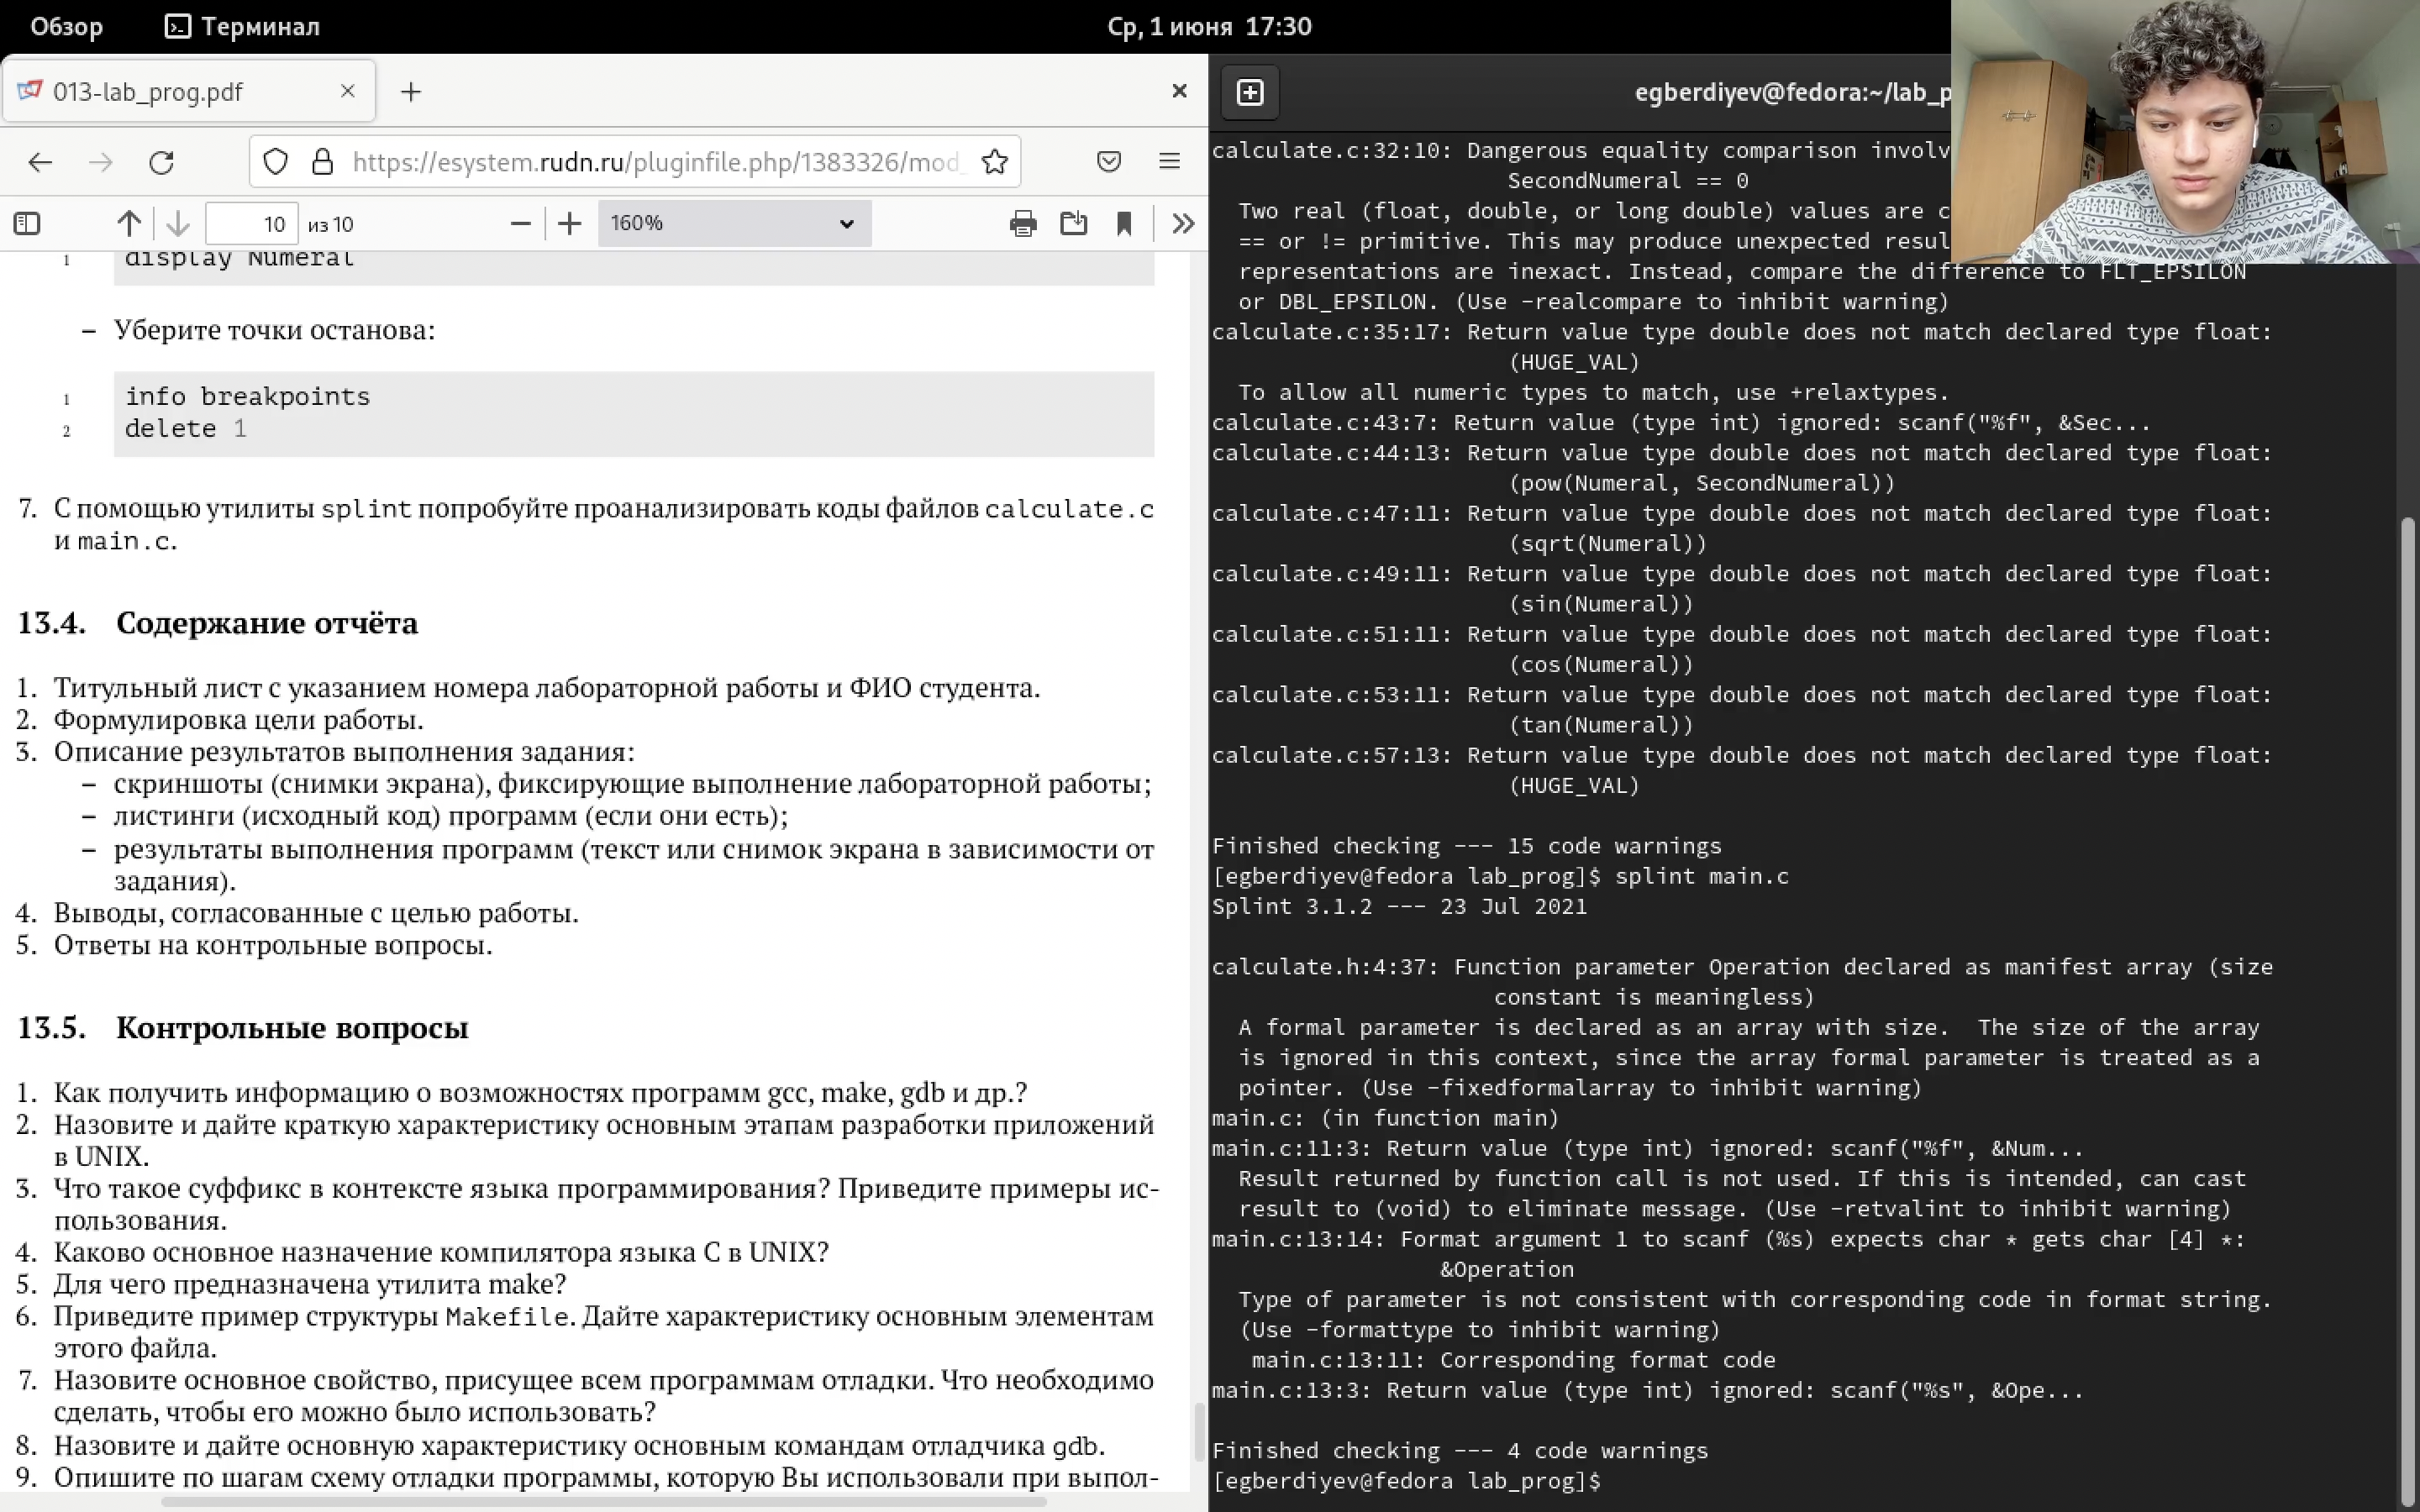 Обзор
Терминал
Ср, 1 июня 17:30
013-lab_prog.pdf
https://esystem.rudn.ru/pluginfile.php/1383326/mod_
10 из 10
160%
1 display Numeral
– Уберите точки останова:
1 info breakpoints
2 delete 1
7. С помощью утилиты splint попробуйте проанализировать коды файлов calculate.c
и main.c.
13.4. Содержание отчёта
1. Титульный лист с указанием номера лабораторной работы и ФИО студента.
2. Формулировка цели работы.
3. Описание результатов выполнения задания:
– скриншоты (снимки экрана), фиксирующие выполнение лабораторной работы;
– листинги (исходный код) программ (если они есть);
– результаты выполнения программ (текст или снимок экрана в зависимости от
задания).
4. Выводы, согласованные с целью работы.
5. Ответы на контрольные вопросы.
13.5. Контрольные вопросы
1. Как получить информацию о возможностях программ gcc, make, gdb и др.?
2. Назовите и дайте краткую характеристику основным этапам разработки приложений
в UNIX.
3. Что такое суффикс в контексте языка программирования? Приведите примеры ис-
пользования.
4. Каково основное назначение компилятора языка С в UNIX?
5. Для чего предназначена утилита make?
6. Приведите пример структуры Makefile. Дайте характеристику основным элементам
этого файла.
7. Назовите основное свойство, присущее всем программам отладки. Что необходимо
сделать, чтобы его можно было использовать?
8. Назовите и дайте основную характеристику основным командам отладчика gdb.
9. Опишите по шагам схему отладки программы, которую Вы использовали при выпол-
egberdiyev@fedora:~/lab_p
calculate.c:32:10: Dangerous equality comparison involv
SecondNumeral == 0
Two real (float, double, or long double) values are c
== or != primitive. This may produce unexpected resul
representations are inexact. Instead, compare the difference to FLT_EPSILON
or DBL_EPSILON. (Use -realcompare to inhibit warning)
calculate.c:35:17: Return value type double does not match declared type float:
(HUGE_VAL)
To allow all numeric types to match, use +relaxtypes.
calculate.c:43:7: Return value (type int) ignored: scanf("%f", &Sec...
calculate.c:44:13: Return value type double does not match declared type float:
(pow(Numeral, SecondNumeral))
calculate.c:47:11: Return value type double does not match declared type float:
(sqrt(Numeral))
calculate.c:49:11: Return value type double does not match declared type float:
(sin(Numeral))
calculate.c:51:11: Return value type double does not match declared type float:
(cos(Numeral))
calculate.c:53:11: Return value type double does not match declared type float:
(tan(Numeral))
calculate.c:57:13: Return value type double does not match declared type float:
(HUGE_VAL)
Finished checking --- 15 code warnings
[egberdiyev@fedora lab_prog]$ splint main.c
Splint 3.1.2 --- 23 Jul 2021
calculate.h:4:37: Function parameter Operation declared as manifest array (size
constant is meaningless)
A formal parameter is declared as an array with size. The size of the array
is ignored in this context, since the array formal parameter is treated as a
pointer. (Use -fixedformalarray to inhibit warning)
main.c: (in function main)
main.c:11:3: Return value (type int) ignored: scanf("%f", &Num...
Result returned by function call is not used. If this is intended, can cast
result to (void) to eliminate message. (Use -retvalint to inhibit warning)
main.c:13:14: Format argument 1 to scanf (%s) expects char * gets char [4] *:
&Operation
Type of parameter is not consistent with corresponding code in format string.
(Use -formattype to inhibit warning)
main.c:13:11: Corresponding format code
main.c:13:3: Return value (type int) ignored: scanf("%s", &Ope...
Finished checking --- 4 code warnings
[egberdiyev@fedora lab_prog]$